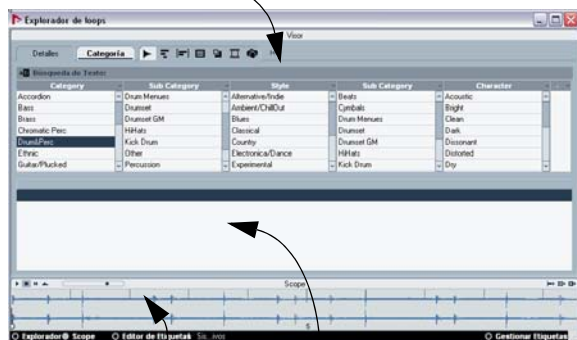 Explorador de loops
Visor
Detalles Categoría
Búsqueda de Textos
Category Sub Category Style Sub Category Character
Accordion Drum Menues Alternative/Indie Beats Acoustic
Bass Drumset Ambient/ChillOut Cymbals Bright
Brass Drumset GM Blues Drum Menues Clean
Chromatic Perc HiHats Classical Drumset Dark
Drum&Perc Kick Drum Country Drumset GM Dissonant
Ethnic Other Electronica/Dance HiHats Distorted
Guitar/Plucked Percussion Experimental Kick Drum Dry
Scope
5
Explorador Scope Editor de Etiquetas Gestionar Etiquetas